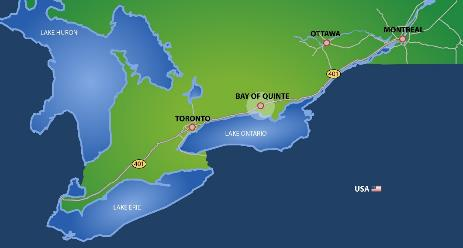 OTTAWA
MONTREAL
LAKE HURON
401
BAY OF QUINTE
TORONTO
LAKE ONTARIO
401
USA
LAKE ERIE